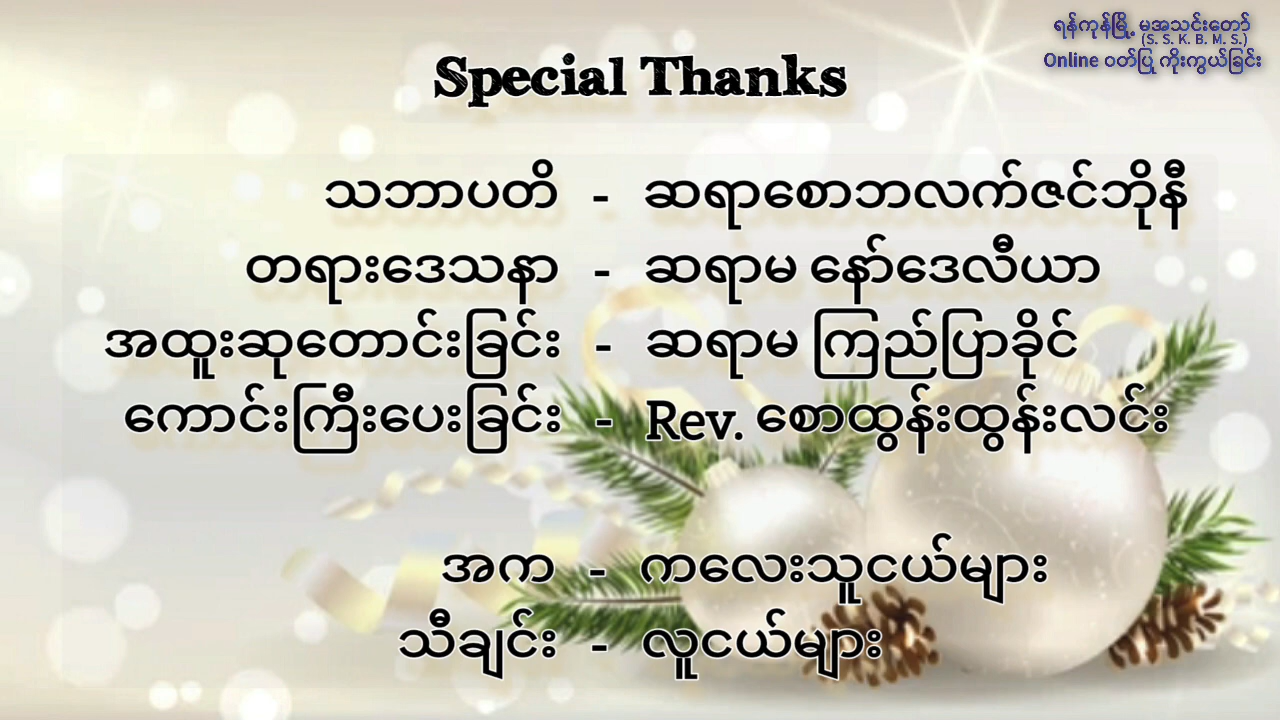 ရန်ကုန်မြို့ မအသင်းတော်
(S. S. K. B. M. S.)
Online ဝတ်ပြု ကိုးကွယ်ခြင်း
Special Thanks
သဘာပတိ - ဆရာစောဘလက်ဇင်ဘိုနီ
တရားဒေသနာ - ဆရာမ နော်ဒေလီယာ
အထူးဆုတောင်းခြင်း - ဆရာမ ကြည်ပြာခိုင်
ကောင်းကြီးပေးခြင်း - Rev. စောထွန်းထွန်းလင်း
အက - ကလေးသူငယ်များ
သီချင်း - လူငယ်များ